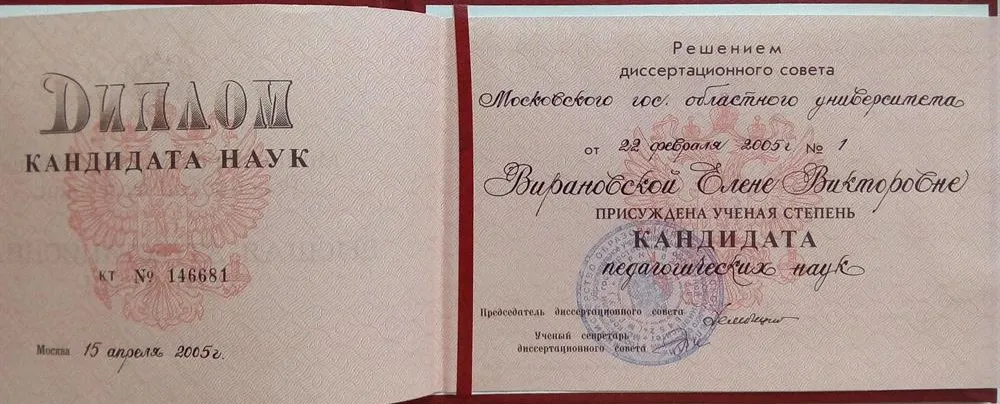 ДИПЛОМ
КАНДИДАТА НАУК
КТ № 146681
Москва 15 апреля 2005г.
Решением
диссертационного совета
Московского гос. областного университета
от 22 февраля 2005г № 1
Вирановской Елене Викторовне
ПРИСУЖДЕНА УЧЕНАЯ СТЕПЕНЬ
КАНДИДАТА
педагогических наук
Председатель диссертационного совета
Ученый секретарь
диссертационного совета